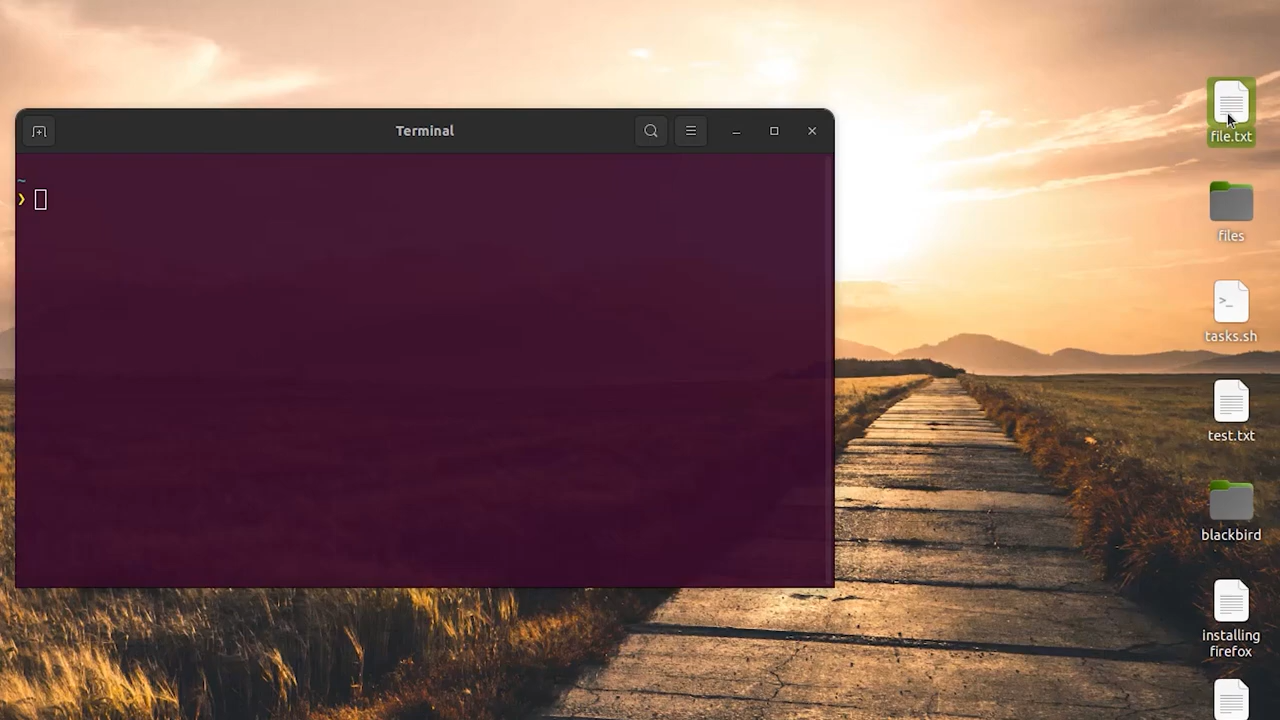 Terminal
~
❯
file.txt
files
>_
tasks.sh
test.txt
blackbird
installing
firefox